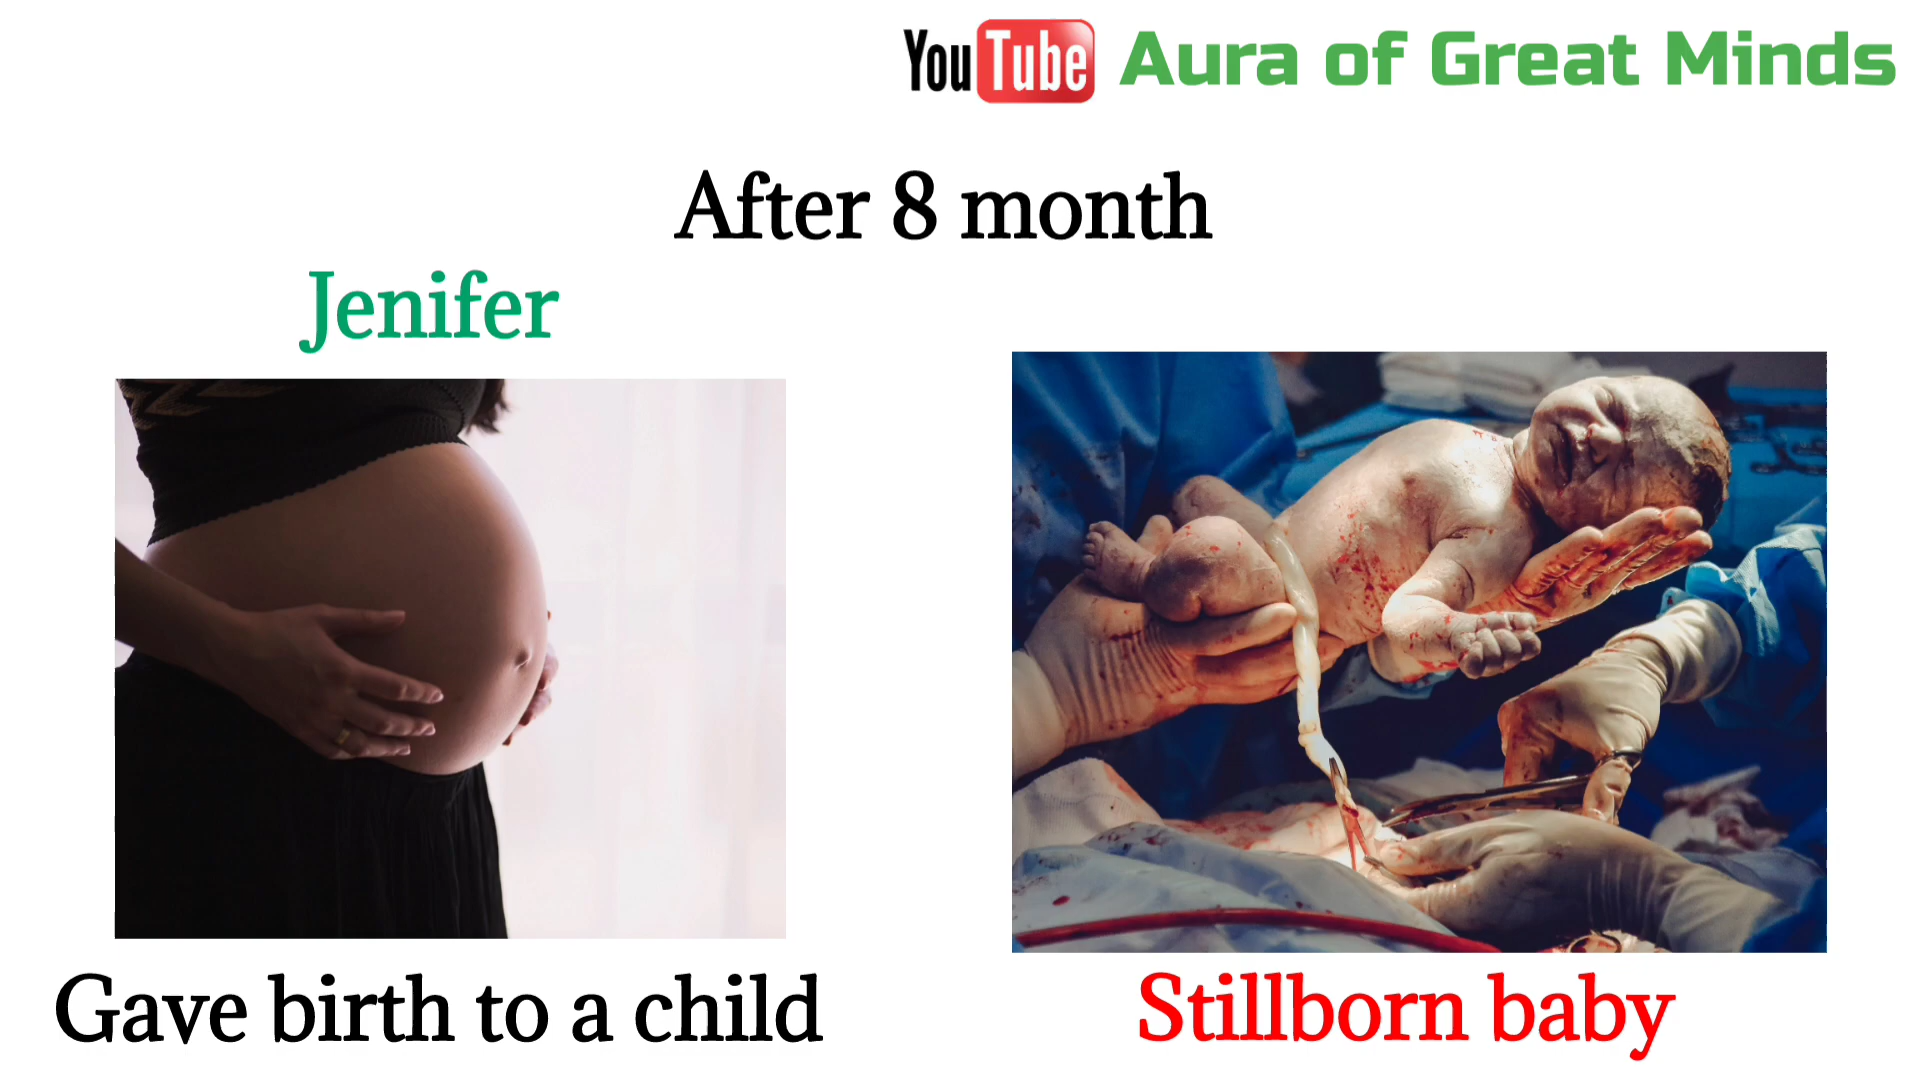 YouTube Aura of Great Minds
After 8 month
Jenifer
Gave birth to a child
Stillborn baby